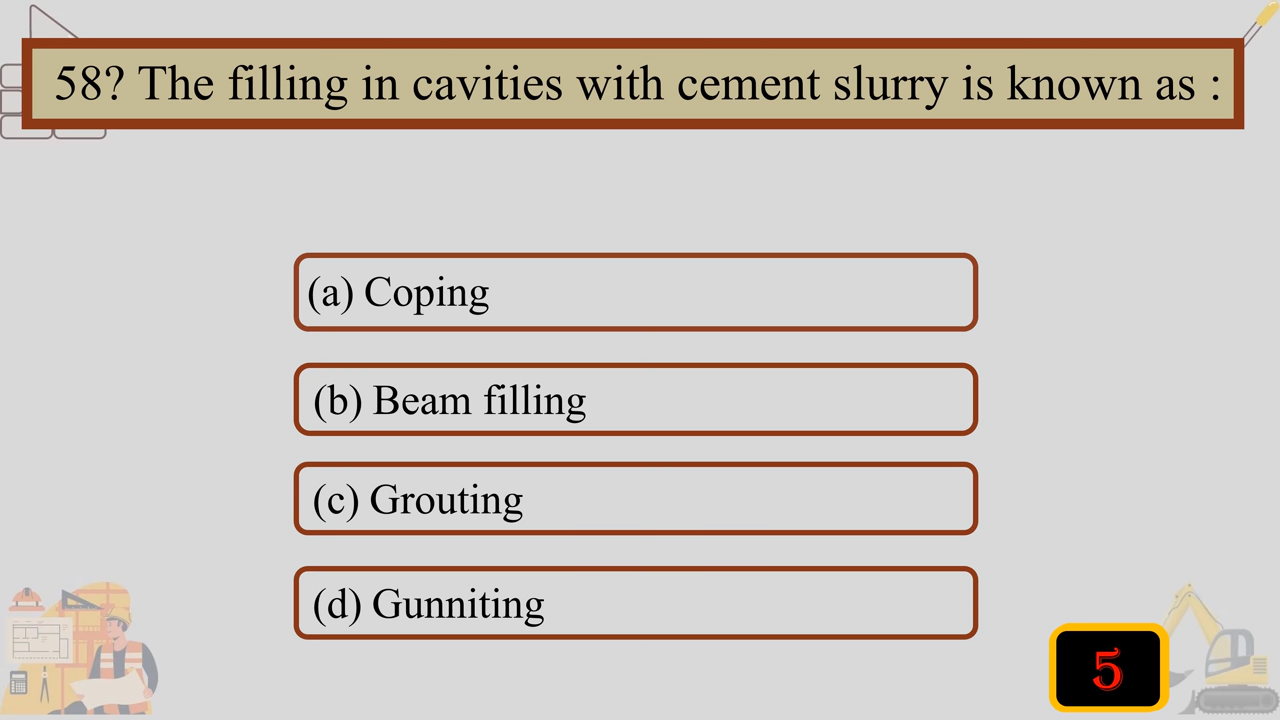 58? The filling in cavities with cement slurry is known as :
(a) Coping
(b) Beam filling
(c) Grouting
(d) Gunniting
5